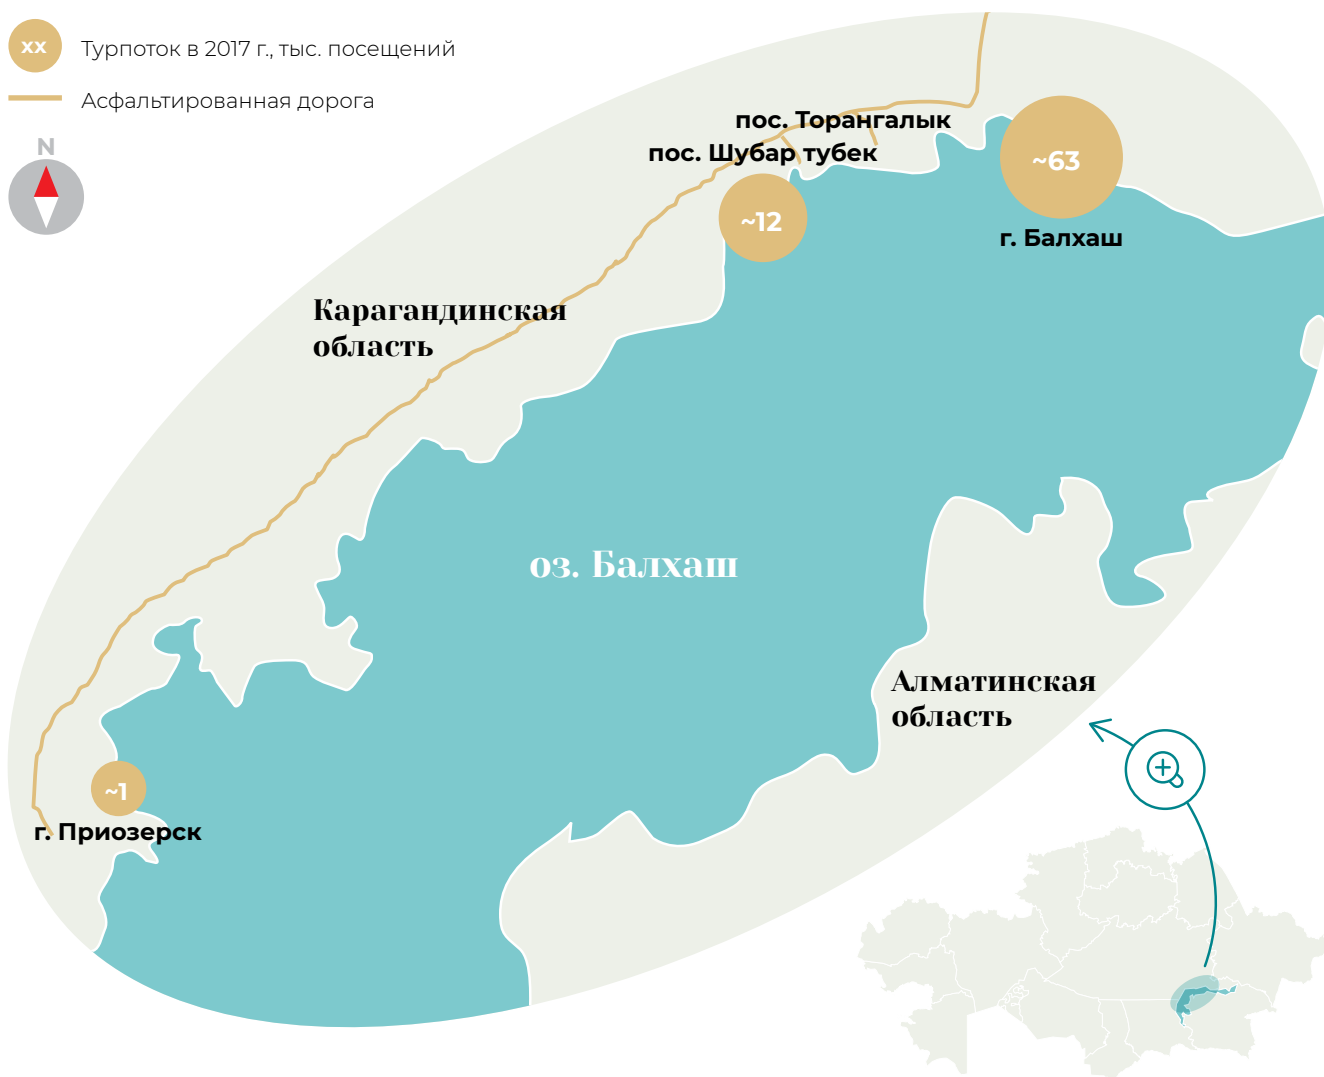 xx
Турпоток в 2017 г., тыс. посещений
Асфальтированная дорога
N
пос. Торангалык
пос. Шубар тубек
~63
~12
г. Балхаш
Карагандинская
область
оз. Балхаш
Алматинская
область
~1
г. Приозерск